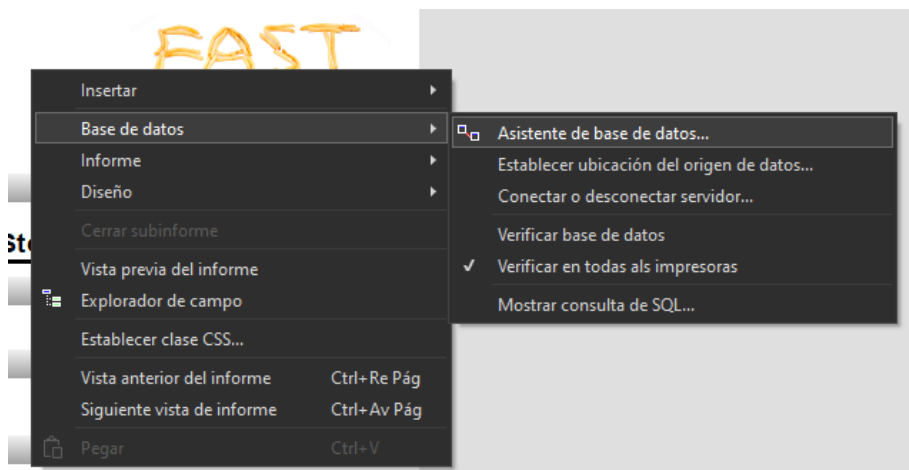 FAST
Insertar
Base de datos
Informe
Diseño
Cerrar subinforme
Vista previa del informe
Explorador de campo
Establecer clase CSS...
Vista anterior del informe Ctrl+Re Pág
Siguiente vista de informe Ctrl+Av Pág
Pegar Ctrl+V
Asistente de base de datos...
Establecer ubicación del origen de datos...
Conectar o desconectar servidor...
Verificar base de datos
Verificar en todas als impresoras
Mostrar consulta de SQL...